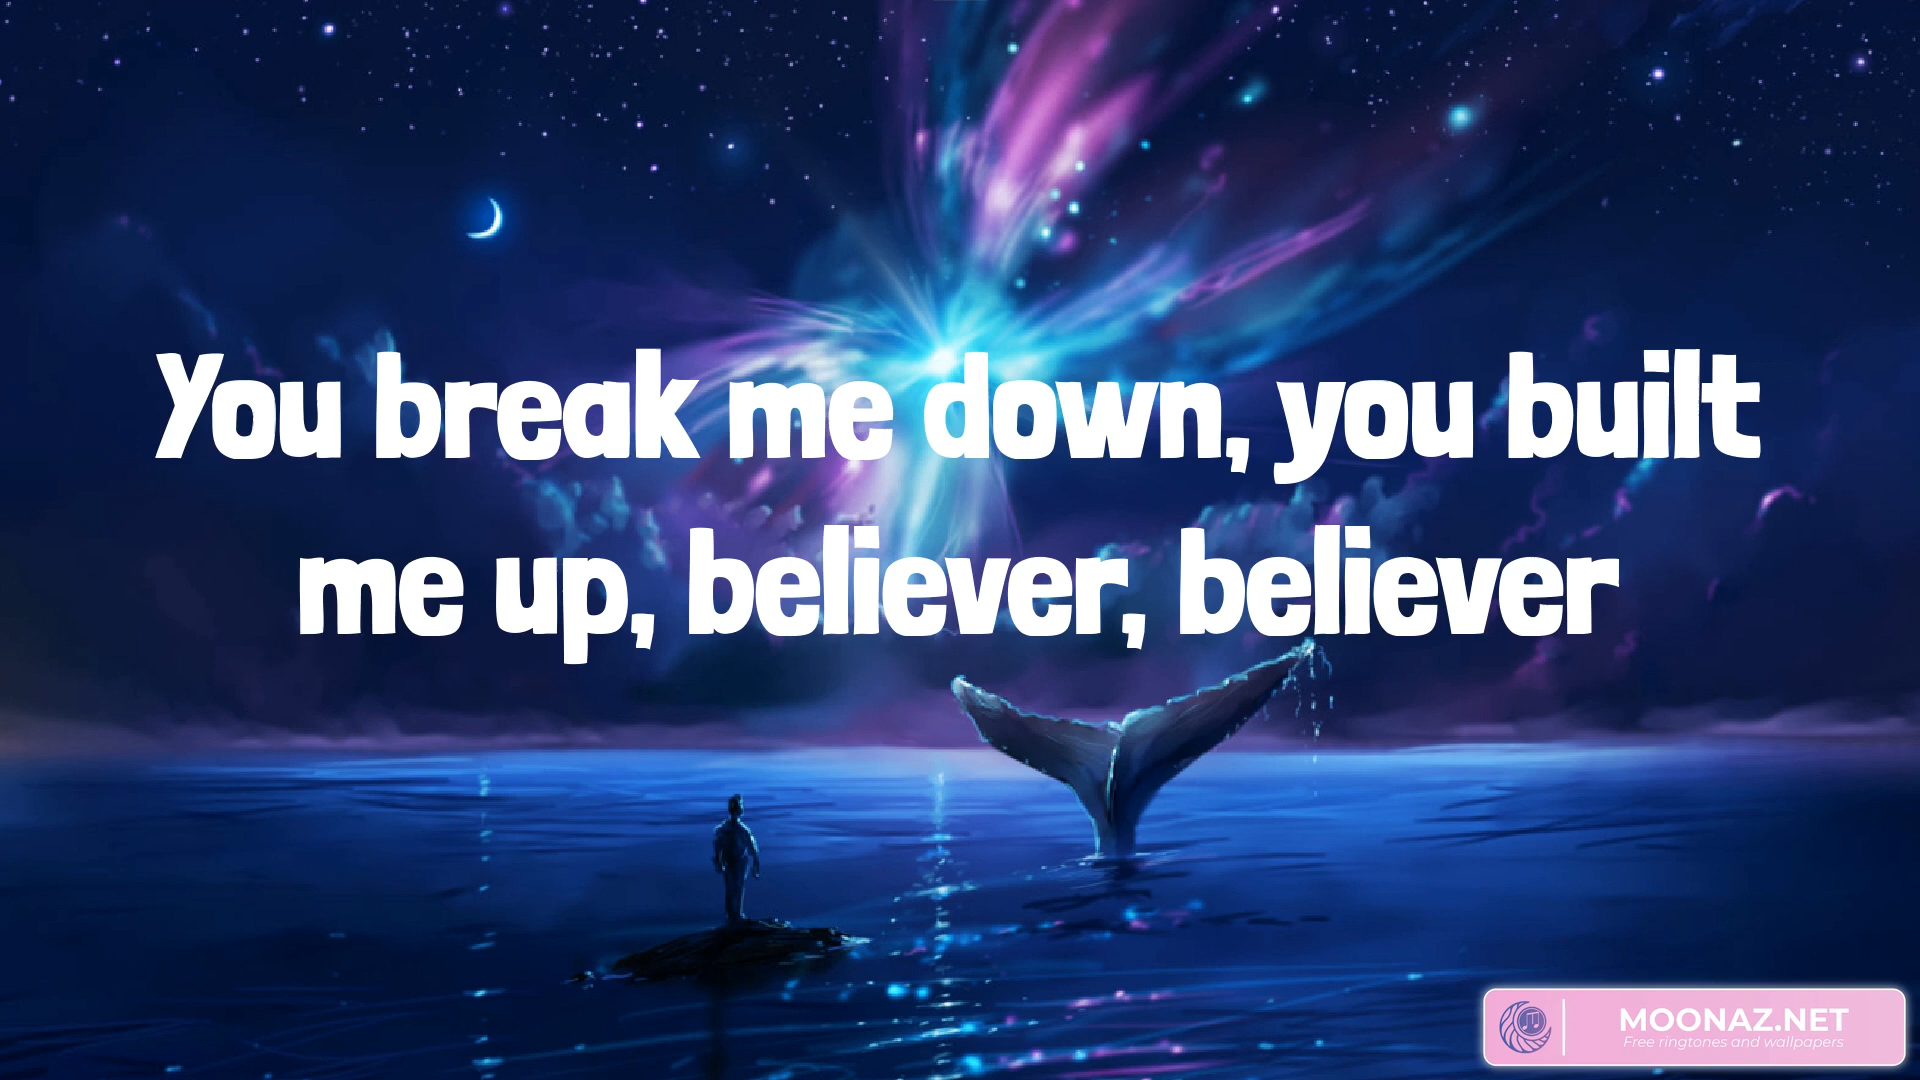 You break me down, you built
me up, believer, believer
MOONAZ.NET
Free ringtones and wallpapers